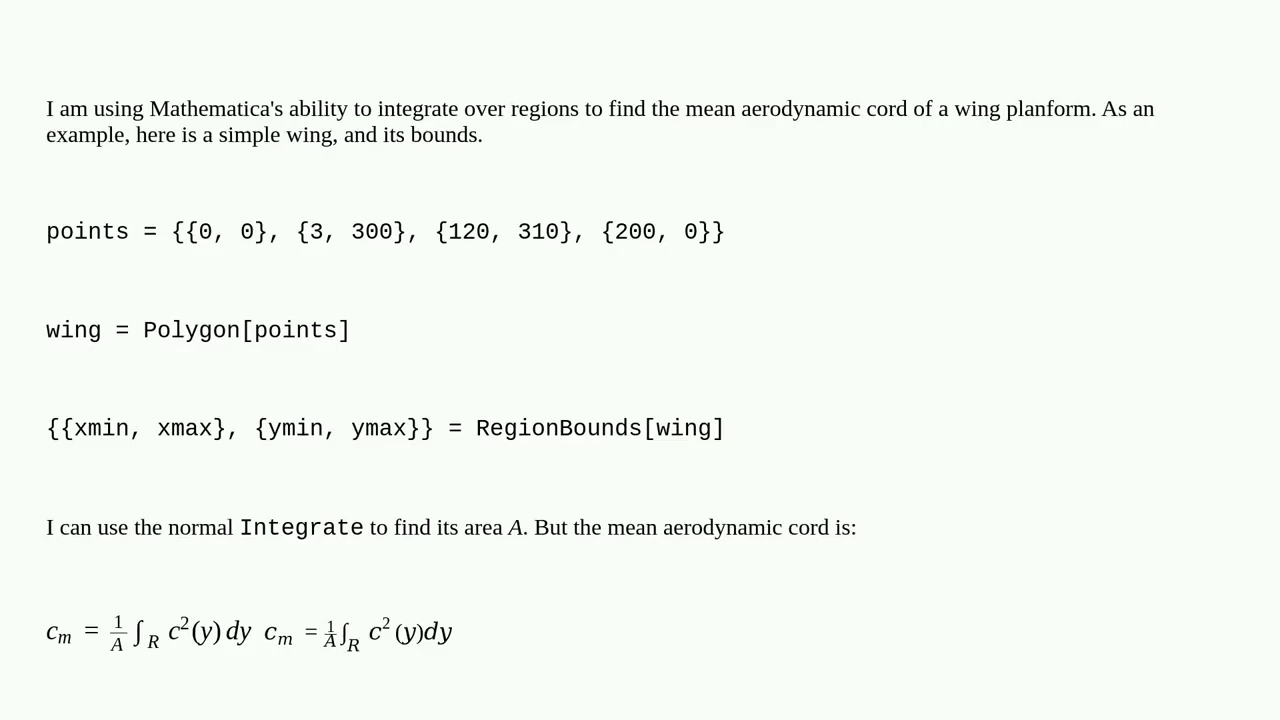 I am using Mathematica's ability to integrate over regions to find the mean aerodynamic cord of a wing planform. As an
example, here is a simple wing, and its bounds.
points = {{0, 0}, {3, 300}, {120, 310}, {200, 0}}
wing = Polygon[points]
{{xmin, xmax}, {ymin, ymax}} = RegionBounds[wing]
I can use the normal Integrate to find its area A. But the mean aerodynamic cord is:
c_m = \frac{1}{A} ∫_R c^2(y) dy c_m = \frac{1}{A} ∫_R c^2(y)dy